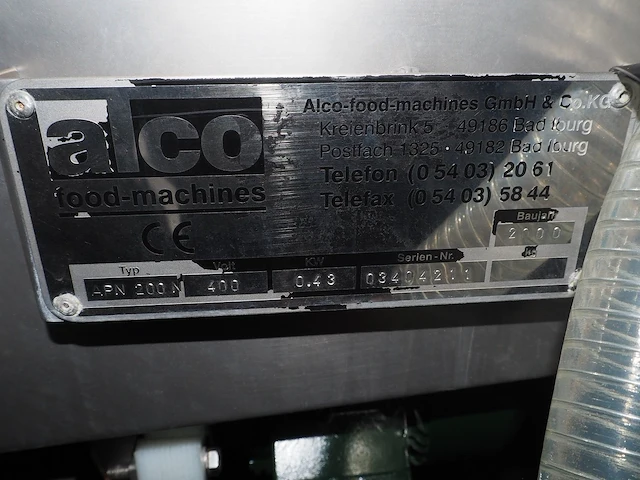 alco
food-machines
Alco-food-machines GmbH & Co.KG
Kreienbrink 5 49186 Bad Iburg
Postfach 1325 · 49182 Bad Iburg
Telefon (0 54 03) 20 61
Telefax (0 54 03) 58 44
CE
Baujahr
2100
Typ Volt KW Serien-Nr.
APN 200 N 400 0.43 03404211